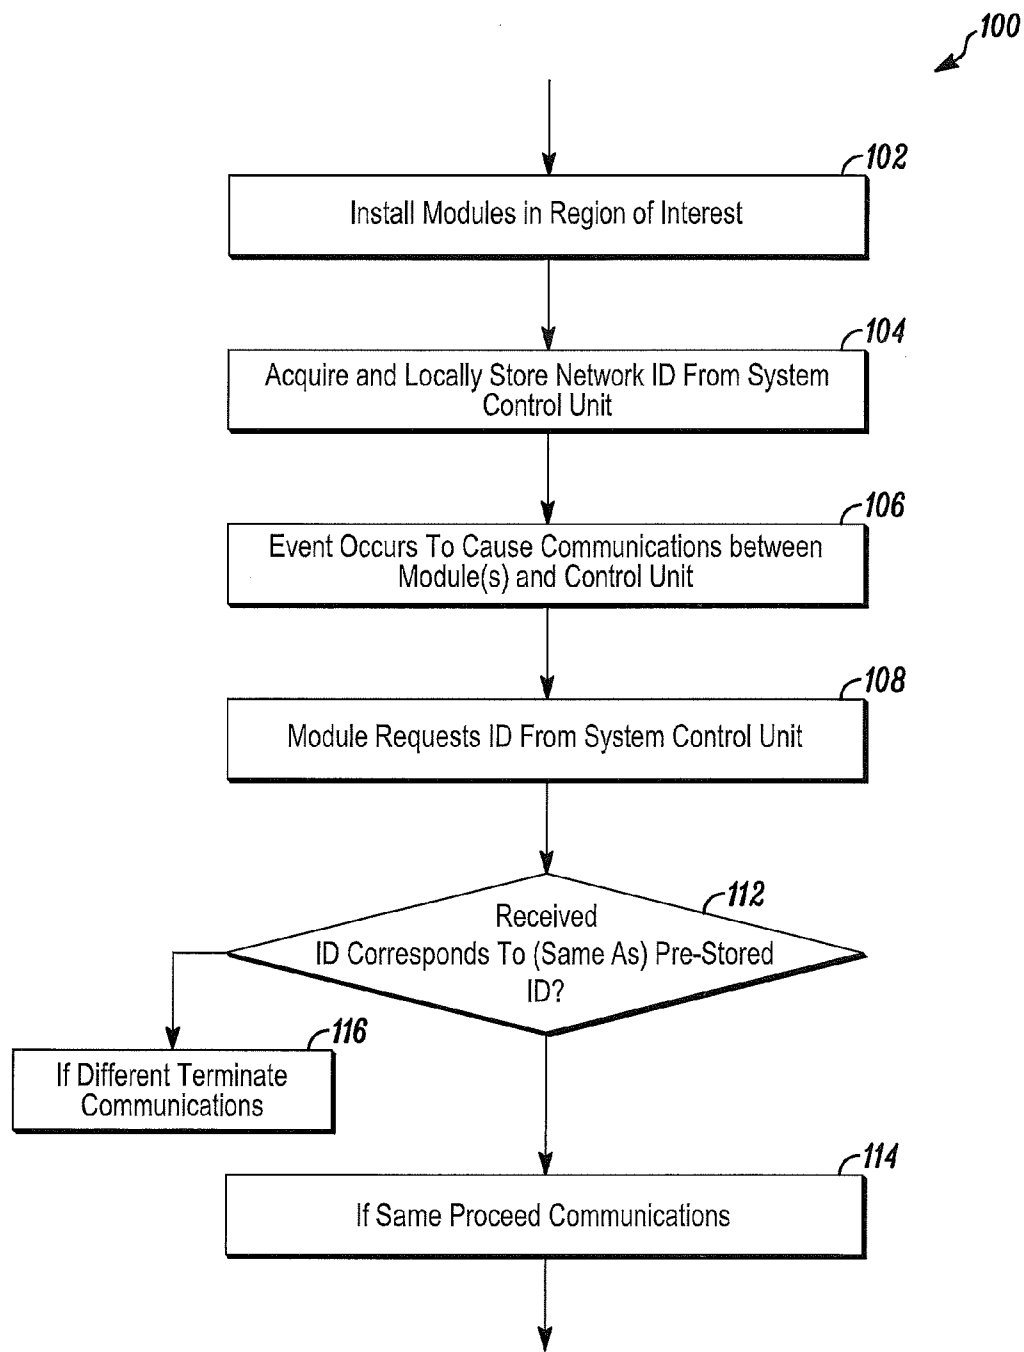 100
102
Install Modules in Region of Interest
104
Acquire and Locally Store Network ID From System
Control Unit
106
Event Occurs To Cause Communications between
Module(s) and Control Unit
108
Module Requests ID From System Control Unit
112
Received
ID Corresponds To (Same As) Pre-Stored
ID?
116
If Different Terminate
Communications
114
If Same Proceed Communications